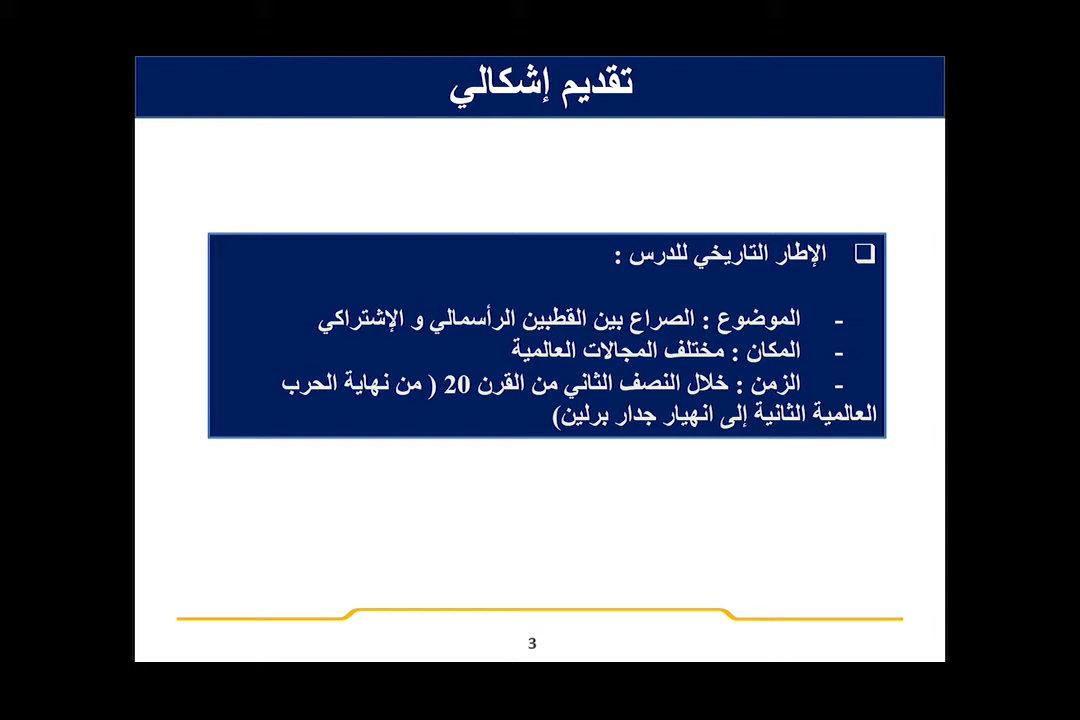 تقديم إشكالي
❑ الإطار التاريخي للدرس :
- الموضوع : الصراع بين القطبين الرأسمالي و الإشتراكي
- المكان : مختلف المجالات العالمية
- الزمن : خلال النصف الثاني من القرن 20 ( من نهاية الحرب
العالمية الثانية إلى انهيار جدار برلين)
3